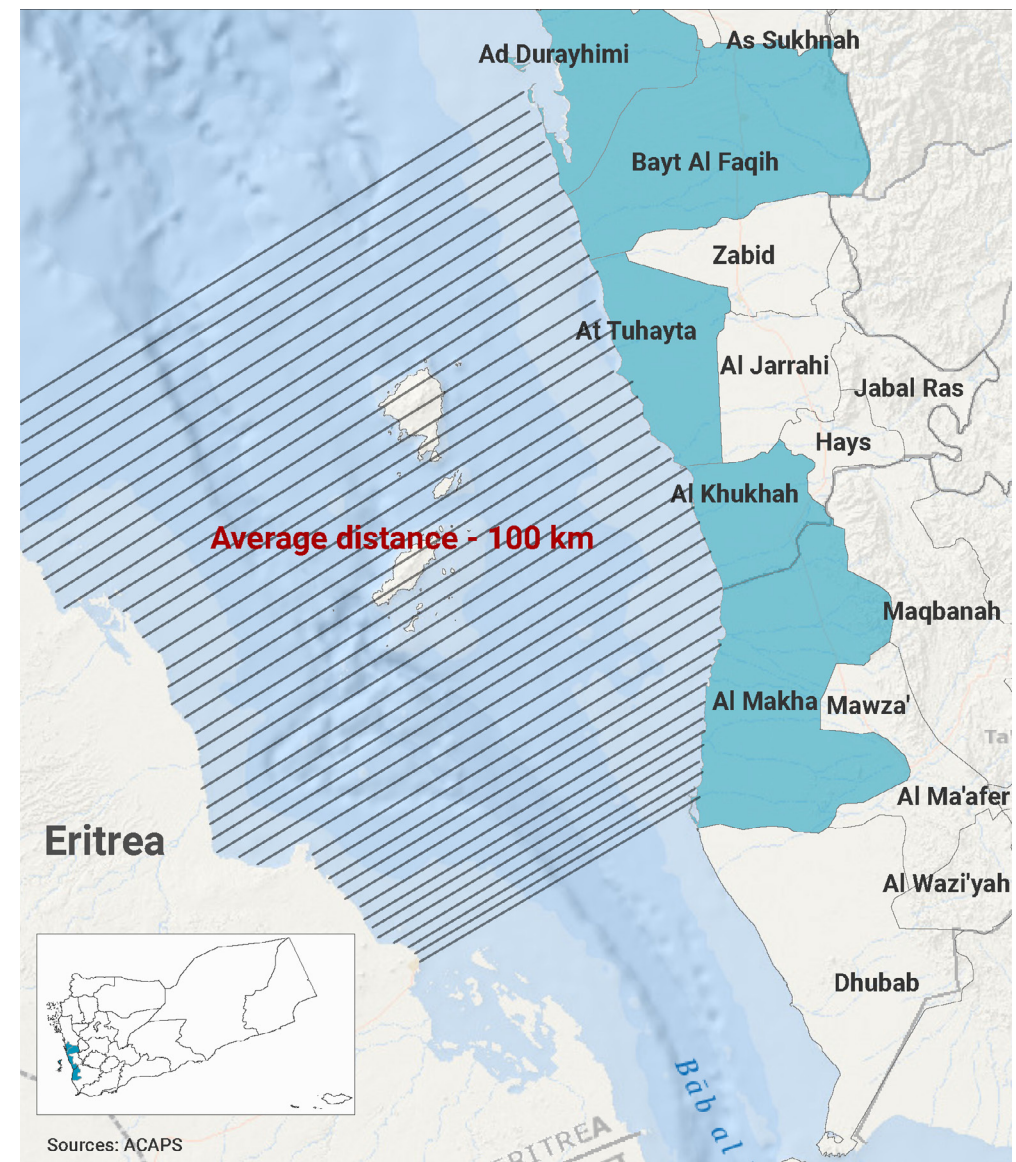 As Sukhnah
Ad Durayhimi
Bayt Al Faqih
Zabid
At Tuhayta
Al Jarrahi
Jabal Ras
Hays
Al Khukhah
Average distance - 100 km
Maqbanah
Al Makha
Mawza'
Ta'
Al Ma'afer
Eritrea
Al Wazi'yah
Dhubab
Bāb al
ERITREA
Sources: ACAPS